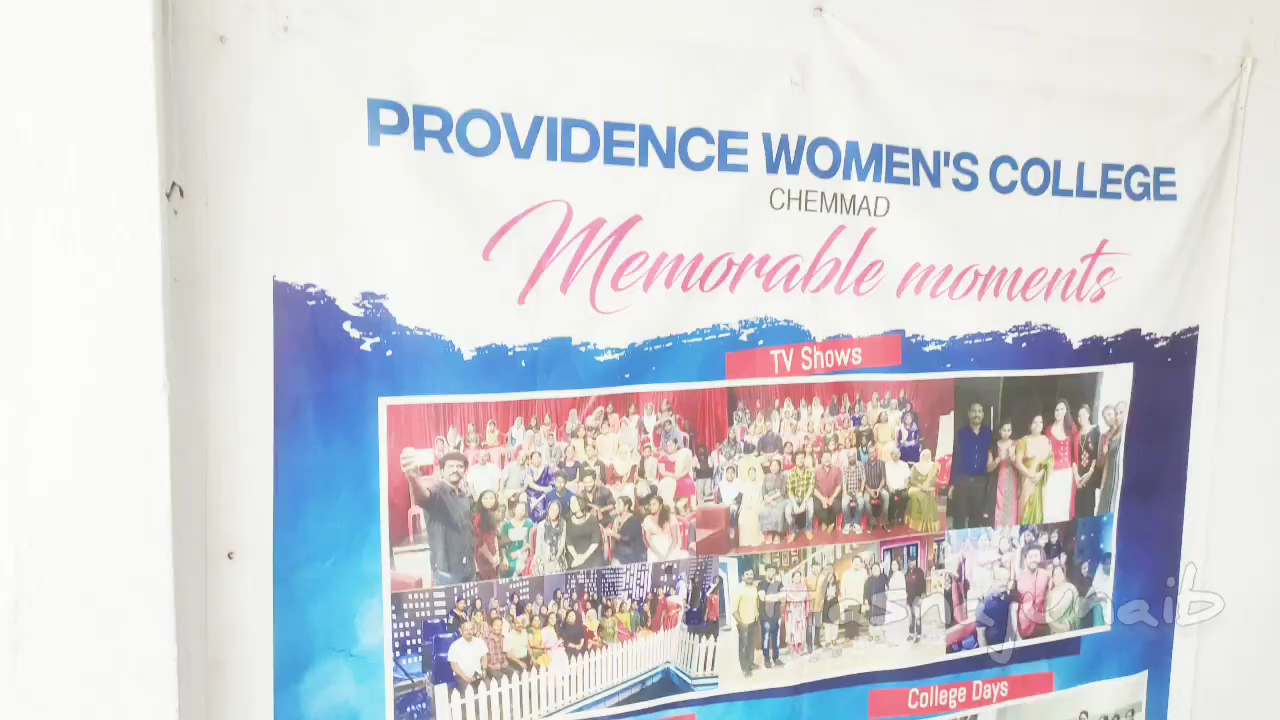 PROVIDENCE WOMEN'S COLLEGE
CHEMMAD
Memorable moments
TV Shows
College Days